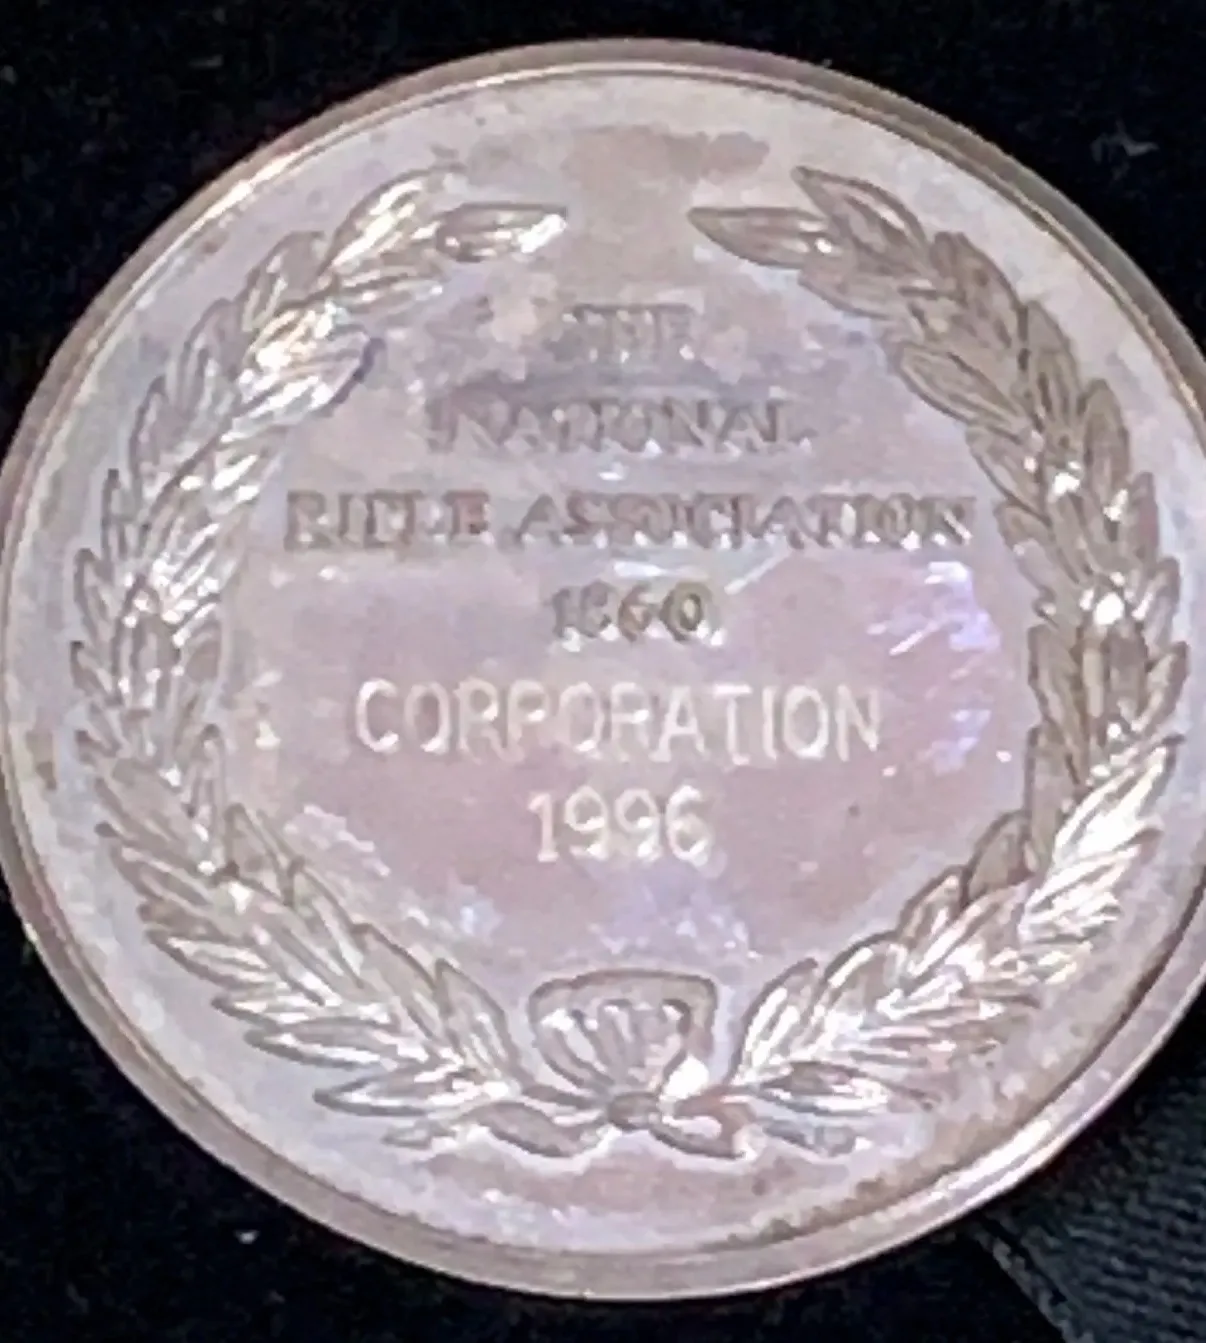 THE
NATIONAL
RIFLE ASSOCIATION
1860
CORPORATION
1996